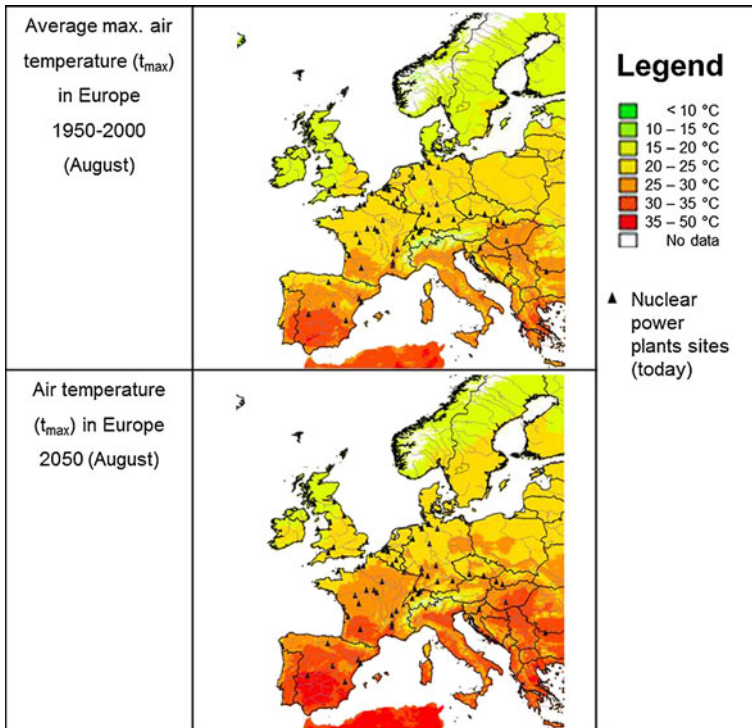 Average max. air
temperature (tmax)
in Europe
1950-2000
(August)
Legend
< 10 °C
10 – 15 °C
15 – 20 °C
20 – 25 °C
25 – 30 °C
30 – 35 °C
35 – 50 °C
No data
Nuclear
power
plants sites
(today)
Air temperature
(tmax) in Europe
2050 (August)